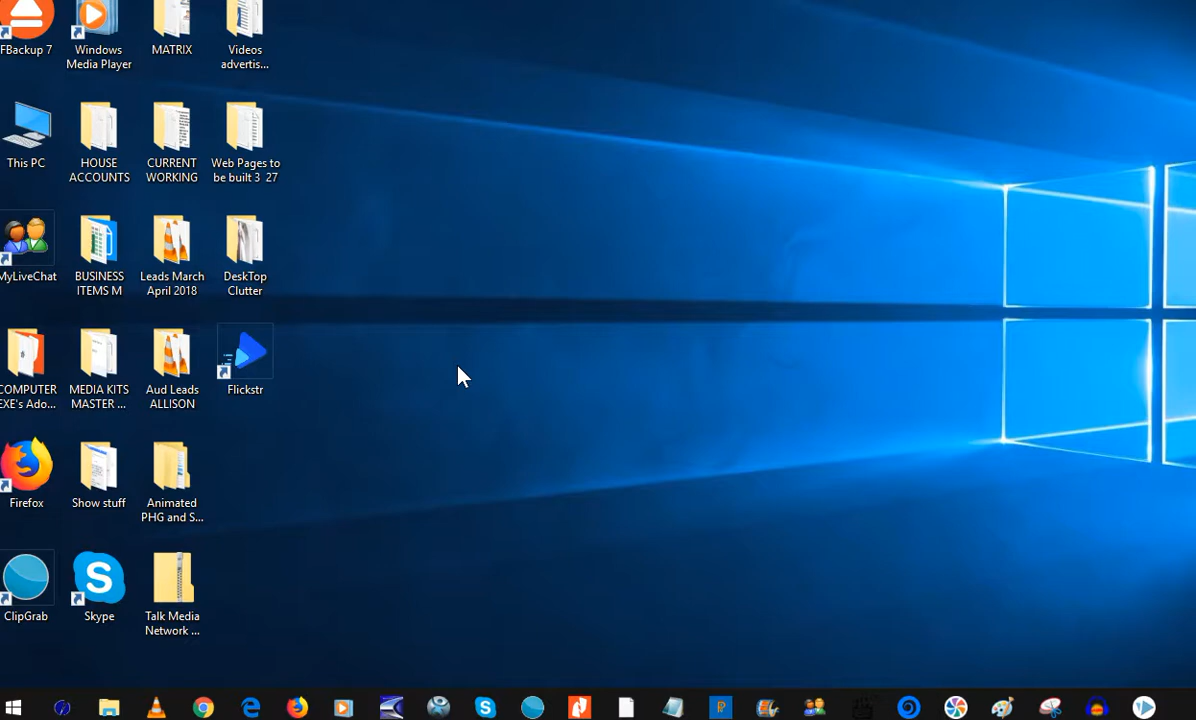 FBackup 7
Windows
Media Player
MATRIX
Videos
advertis...
This PC
HOUSE
ACCOUNTS
CURRENT
WORKING
Web Pages to
be built 3 27
MyLiveChat
BUSINESS
ITEMS M
Leads March
April 2018
DeskTop
Clutter
COMPUTER
EXE's Ado...
MEDIA KITS
MASTER ...
Aud Leads
ALLISON
Flickstr
Firefox
Show stuff
Animated
PHG and S...
ClipGrab
Skype
Talk Media
Network ...